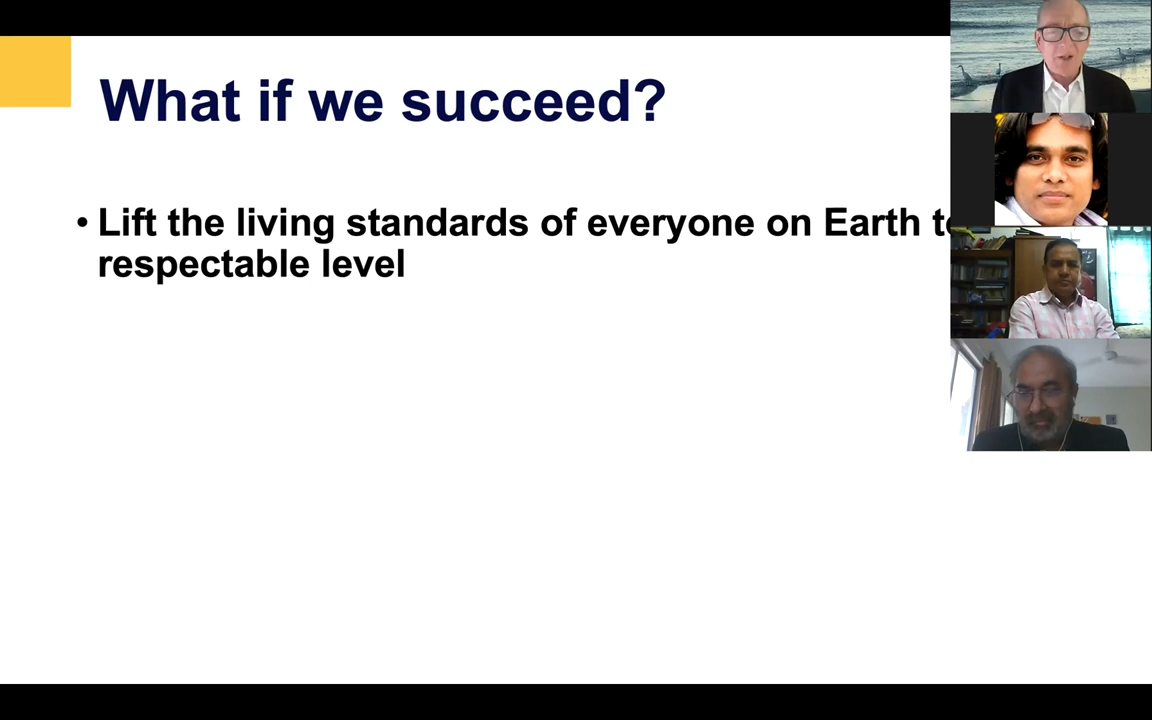 What if we succeed?
• Lift the living standards of everyone on Earth
respectable level